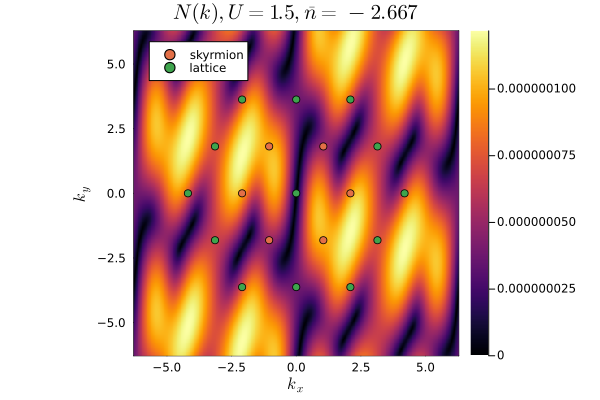 N(k), U = 1.5, n̄ = −2.667
skyrmion
lattice
5.0
2.5
0.0
−2.5
−5.0
k_y
−5.0 −2.5 0.0 2.5 5.0
k_x
0.000000100
0.000000075
0.000000050
0.000000025
0